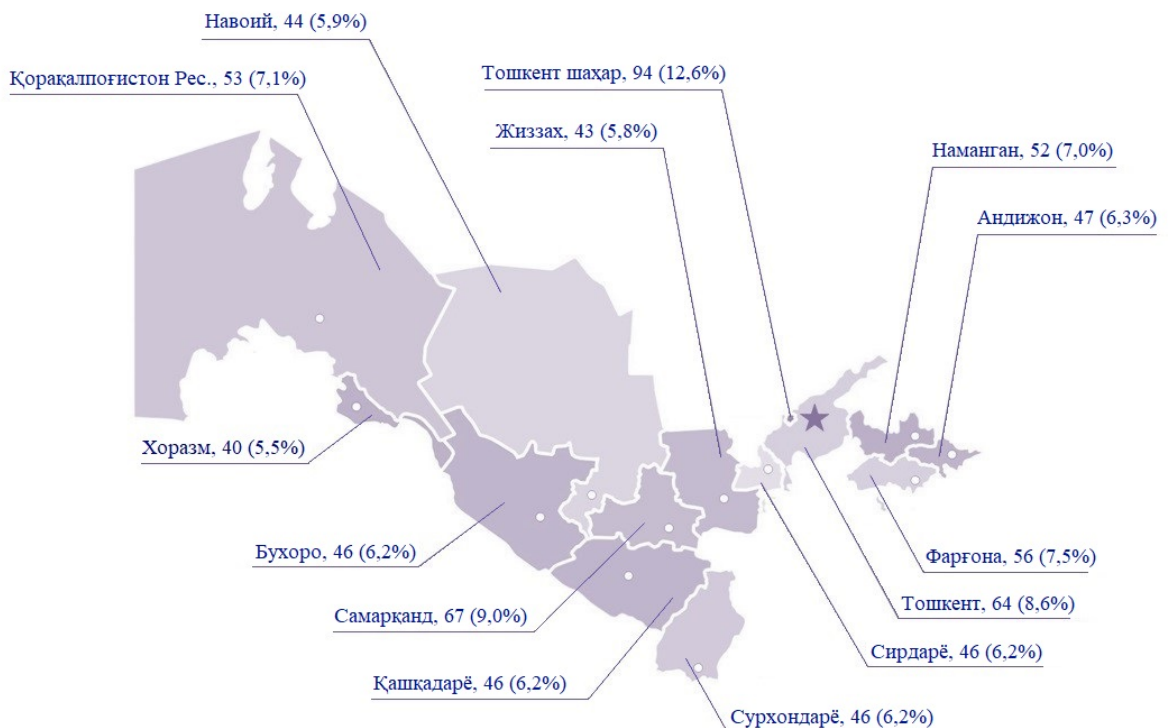 Навоий, 44 (5,9%)
Тошкент шаҳар, 94 (12,6%)
Қорақалпоғистон Рес., 53 (7,1%)
Жиззах, 43 (5,8%)
Наманган, 52 (7,0%)
Андижон, 47 (6,3%)
Хоразм, 40 (5,5%)
Бухоро, 46 (6,2%)
Фарғона, 56 (7,5%)
Самарқанд, 67 (9,0%)
Тошкент, 64 (8,6%)
Сирдарё, 46 (6,2%)
Қашқадарё, 46 (6,2%)
Сурхондарё, 46 (6,2%)